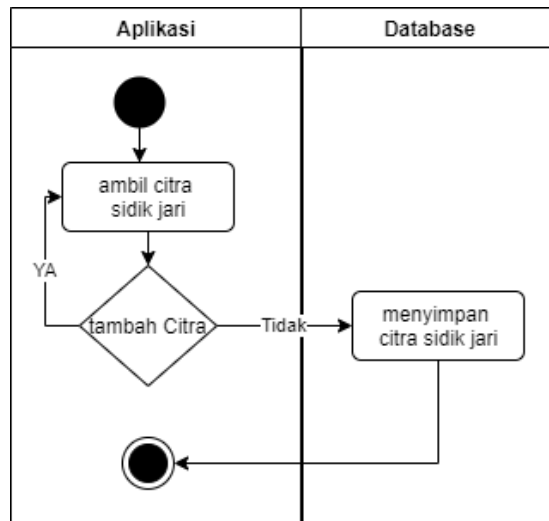 Aplikasi
Database
ambil citra
sidik jari
YA
tambah Citra
Tidak
menyimpan
citra sidik jari